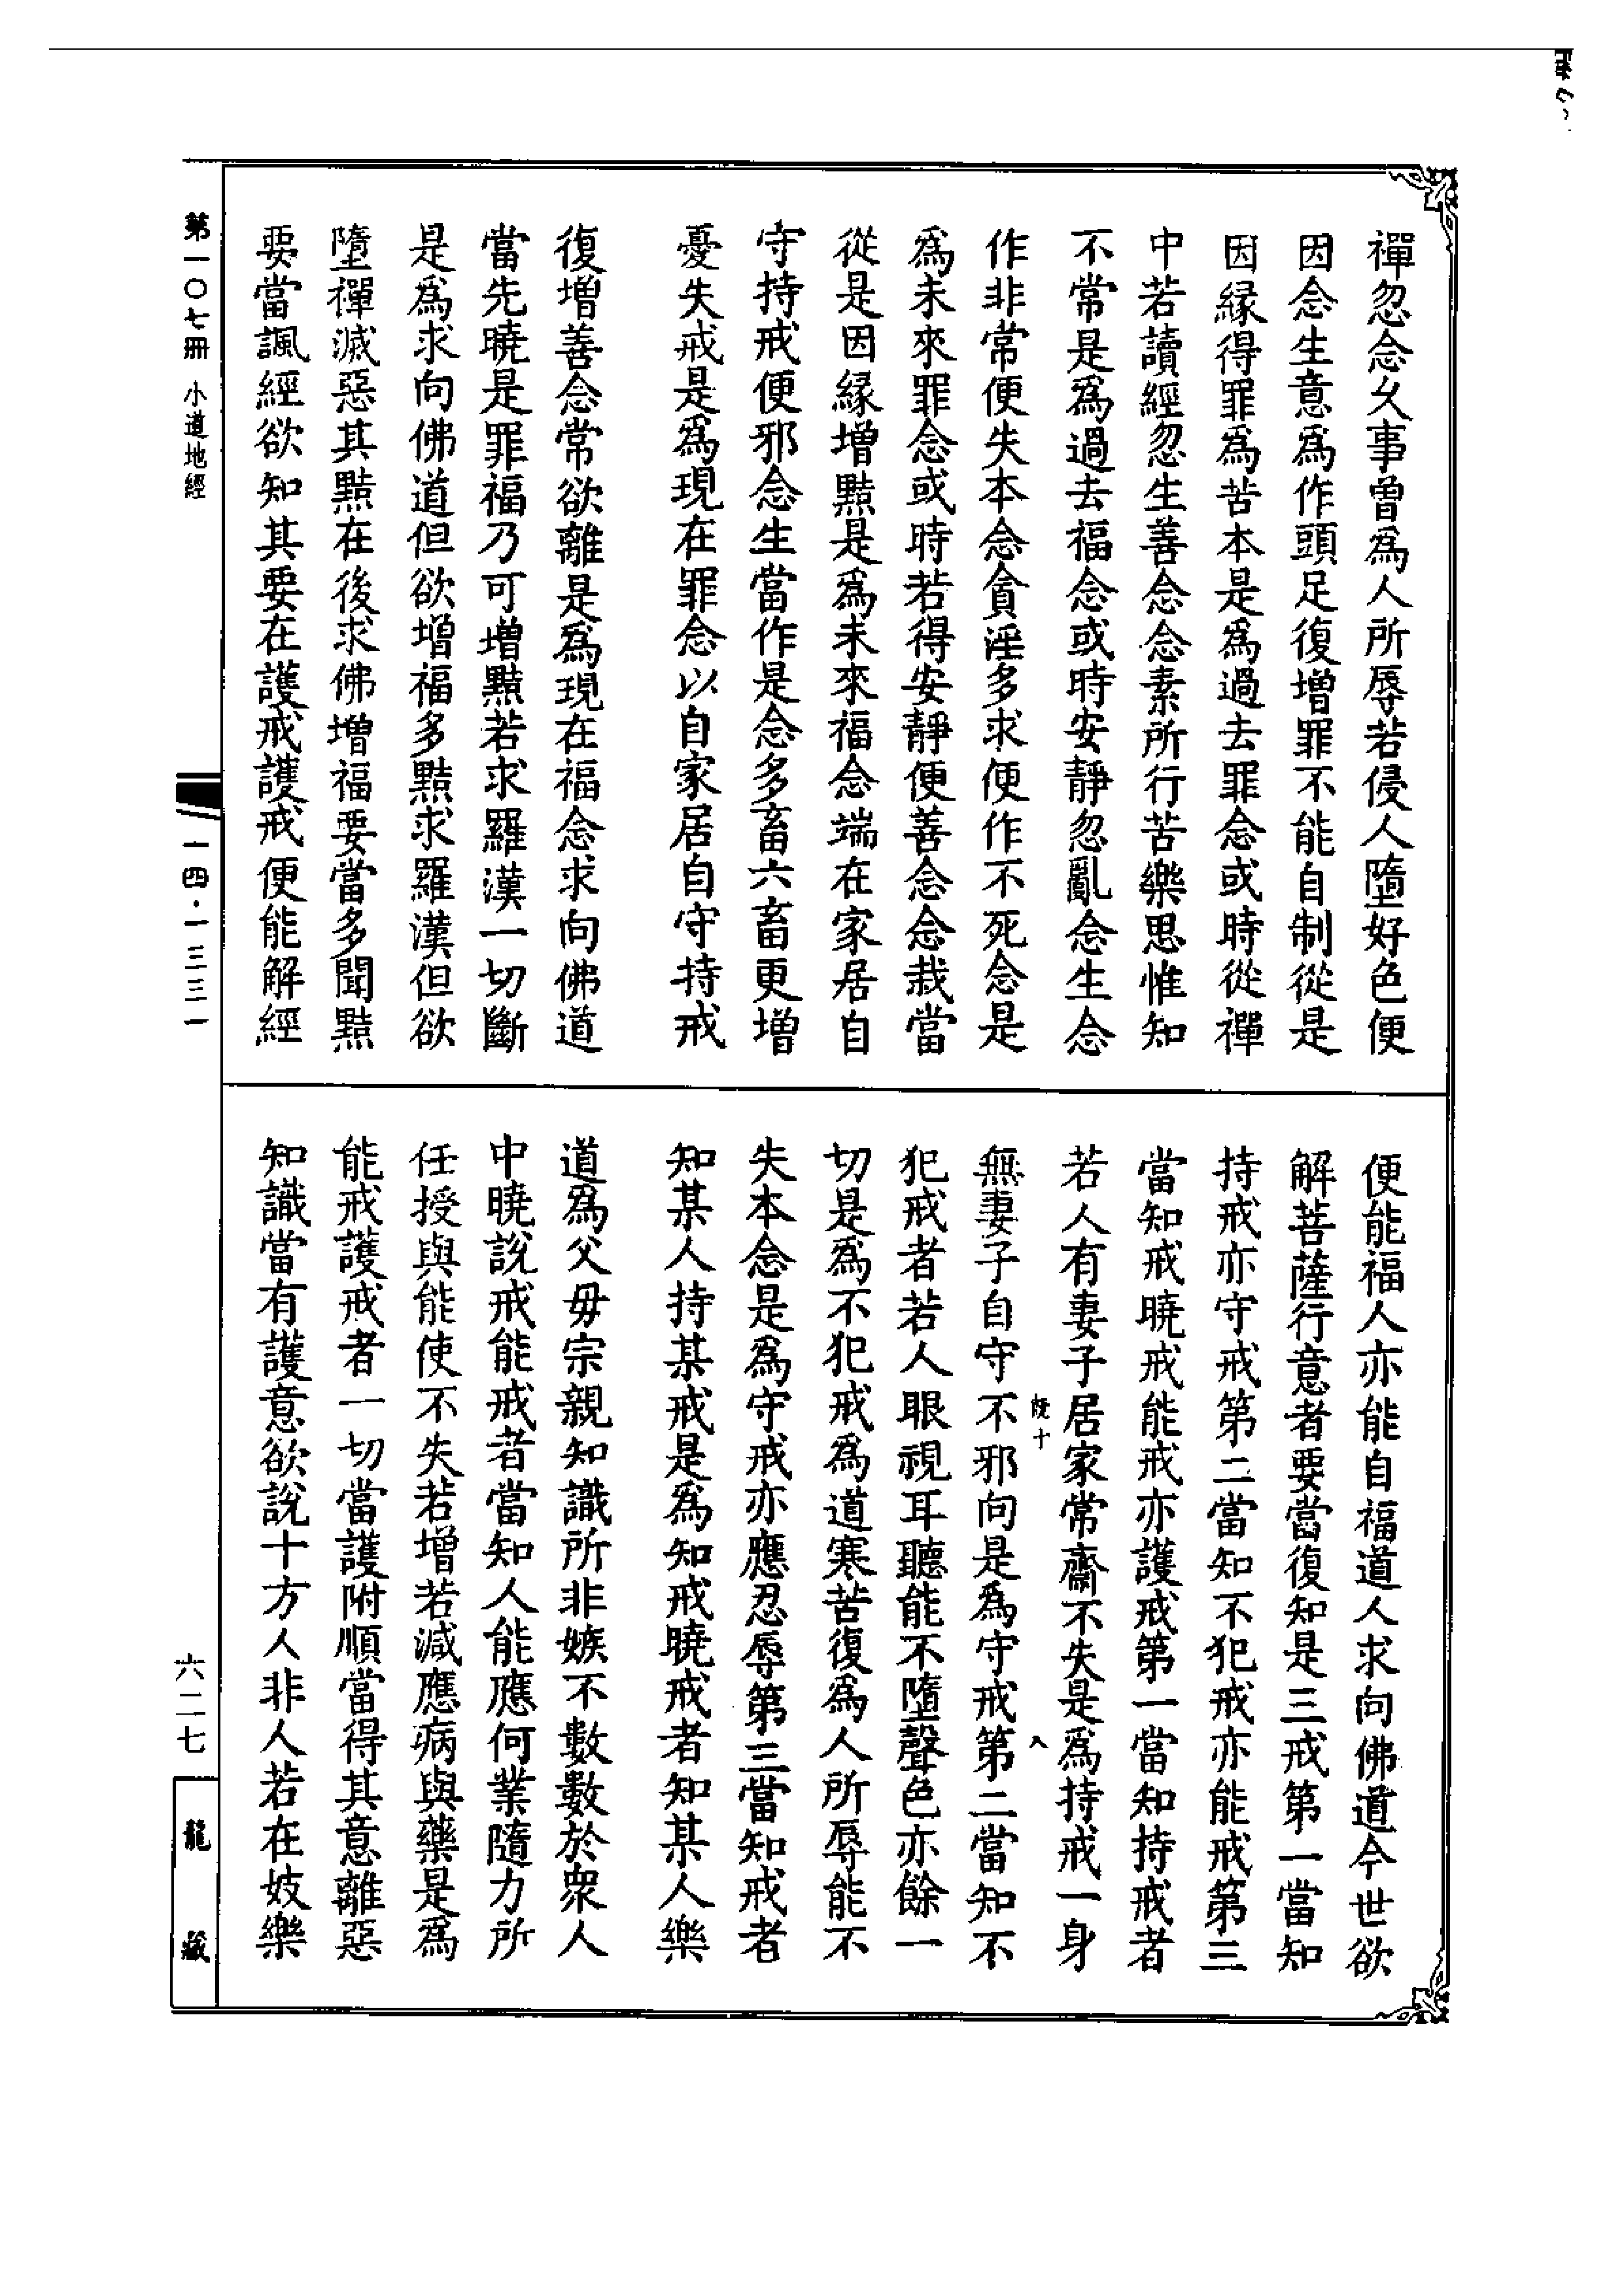 禪忽念久事曾爲人所辱若侵人墮好色便
因念生意爲作頭足復增罪不能自制從是
因緣得罪爲苦本是爲過去罪念或時從禪
中若讀經忽生善念念素所行苦樂思惟知
不常是爲過去福念或時安靜忽亂念生念
作非常便失本念貪淫多求便作不死念是
爲未來罪念或時若得安靜便善念念哉當
從是因緣增黠是爲未來福念端在家居自
守持戒便邪念生當作是念多畜六畜更增
憂失戒是爲現在罪念以自家居自守持戒
復增善念常欲離是爲現在福念求向佛道
當先曉是罪福乃可增黠若求羅漢一切斷
是爲求向佛道但欲增福多黠求羅漢但欲
墮禪滅惡其黠在後求佛增福要當多聞黠
要當諷經欲知其要在護戒護戒便能解經
便能福人亦能自福道人求向佛道今世欲
解菩薩行意者要當復知是三戒第一當知
持戒亦守戒第二當知不犯戒亦能戒第三
當知戒曉戒能戒亦護戒第一當知持戒者
若人有妻子居家常齋不失是爲持戒一身
十
八
無妻子自守不邪向是爲守戒第二當知不
犯戒者若人眼視耳聽能不墮聲色亦餘一
切是爲不犯戒爲道寒苦復爲人所辱能不
失本念是爲守戒亦應忍辱第三當知戒者
知某人持某戒是爲知戒曉戒者知某人樂
道爲父毋宗親知識所非嫉不數數於眾人
中曉說戒能戒者當知人能應何業隨力所
任授與能使不失若增若減應病與藥是爲
能戒護戒者一切當護附順當得其意離惡
知識當有護意欲說十方人非人若在妓樂
第一〇七冊 小道地經
一四·一三三一
六二七
龍藏